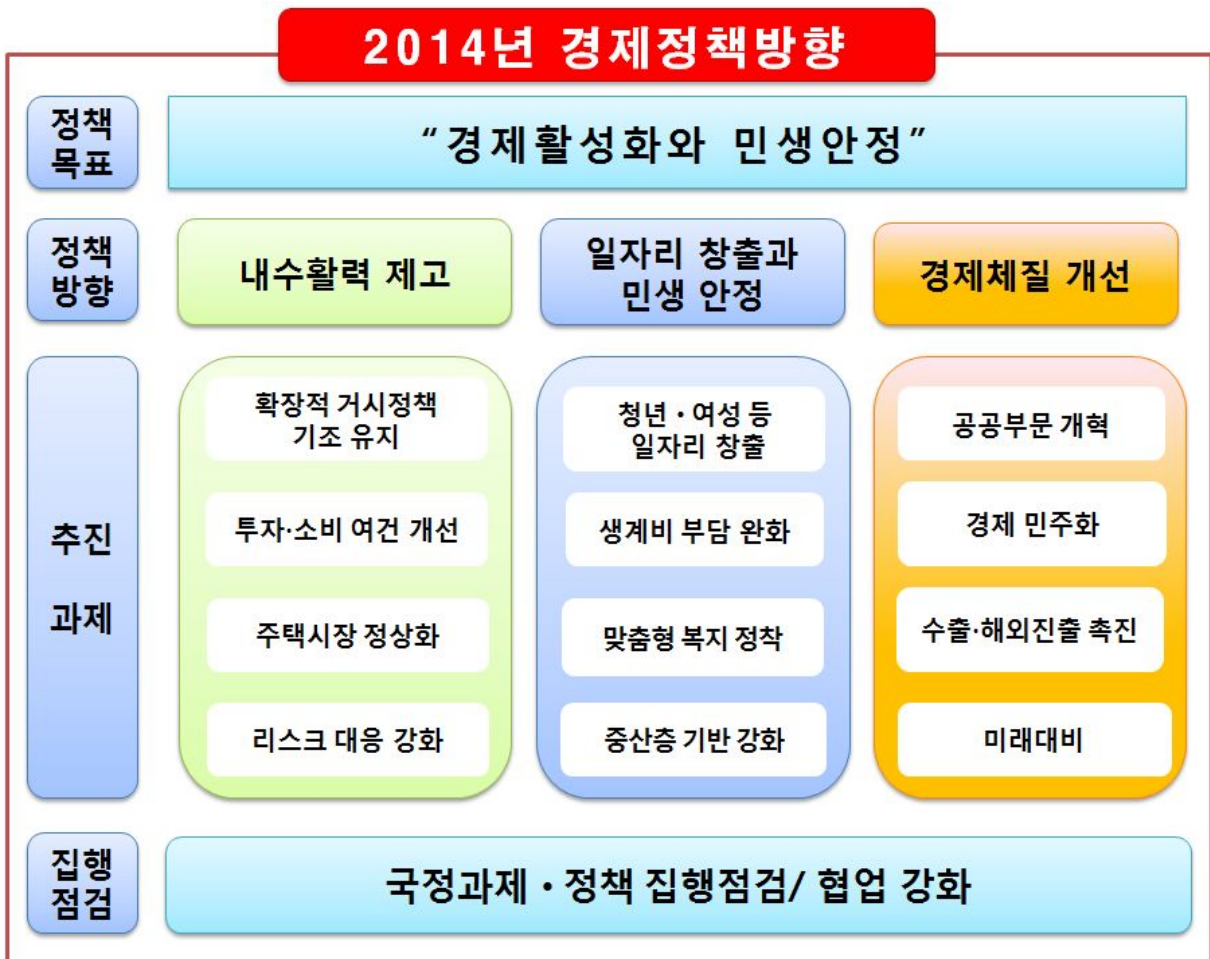 2014년 경제정책방향
정책
목표
“경제활성화와 민생안정”
정책
방향
내수활력 제고
일자리 창출과
민생 안정
경제체질 개선
추진
과제
확장적 거시정책
기조 유지
투자·소비 여건 개선
주택시장 정상화
리스크 대응 강화
청년·여성 등
일자리 창출
생계비 부담 완화
맞춤형 복지 정착
중산층 기반 강화
공공부문 개혁
경제 민주화
수출·해외진출 촉진
미래대비
집행
점검
국정과제·정책 집행점검/ 협업 강화